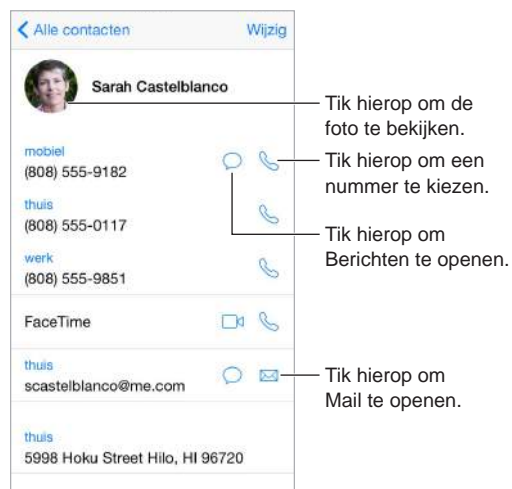 Alle contacten
Wijzig
Sarah Castelblanco
Tik hierop om de
foto te bekijken.
mobiel
(808) 555-9182
Tik hierop om een
nummer te kiezen.
thuis
(808) 555-0117
Tik hierop om
Berichten te openen.
werk
(808) 555-9851
FaceTime
thuis
scastelblanco@me.com
Tik hierop om
Mail te openen.
thuis
5998 Hoku Street Hilo, HI 96720